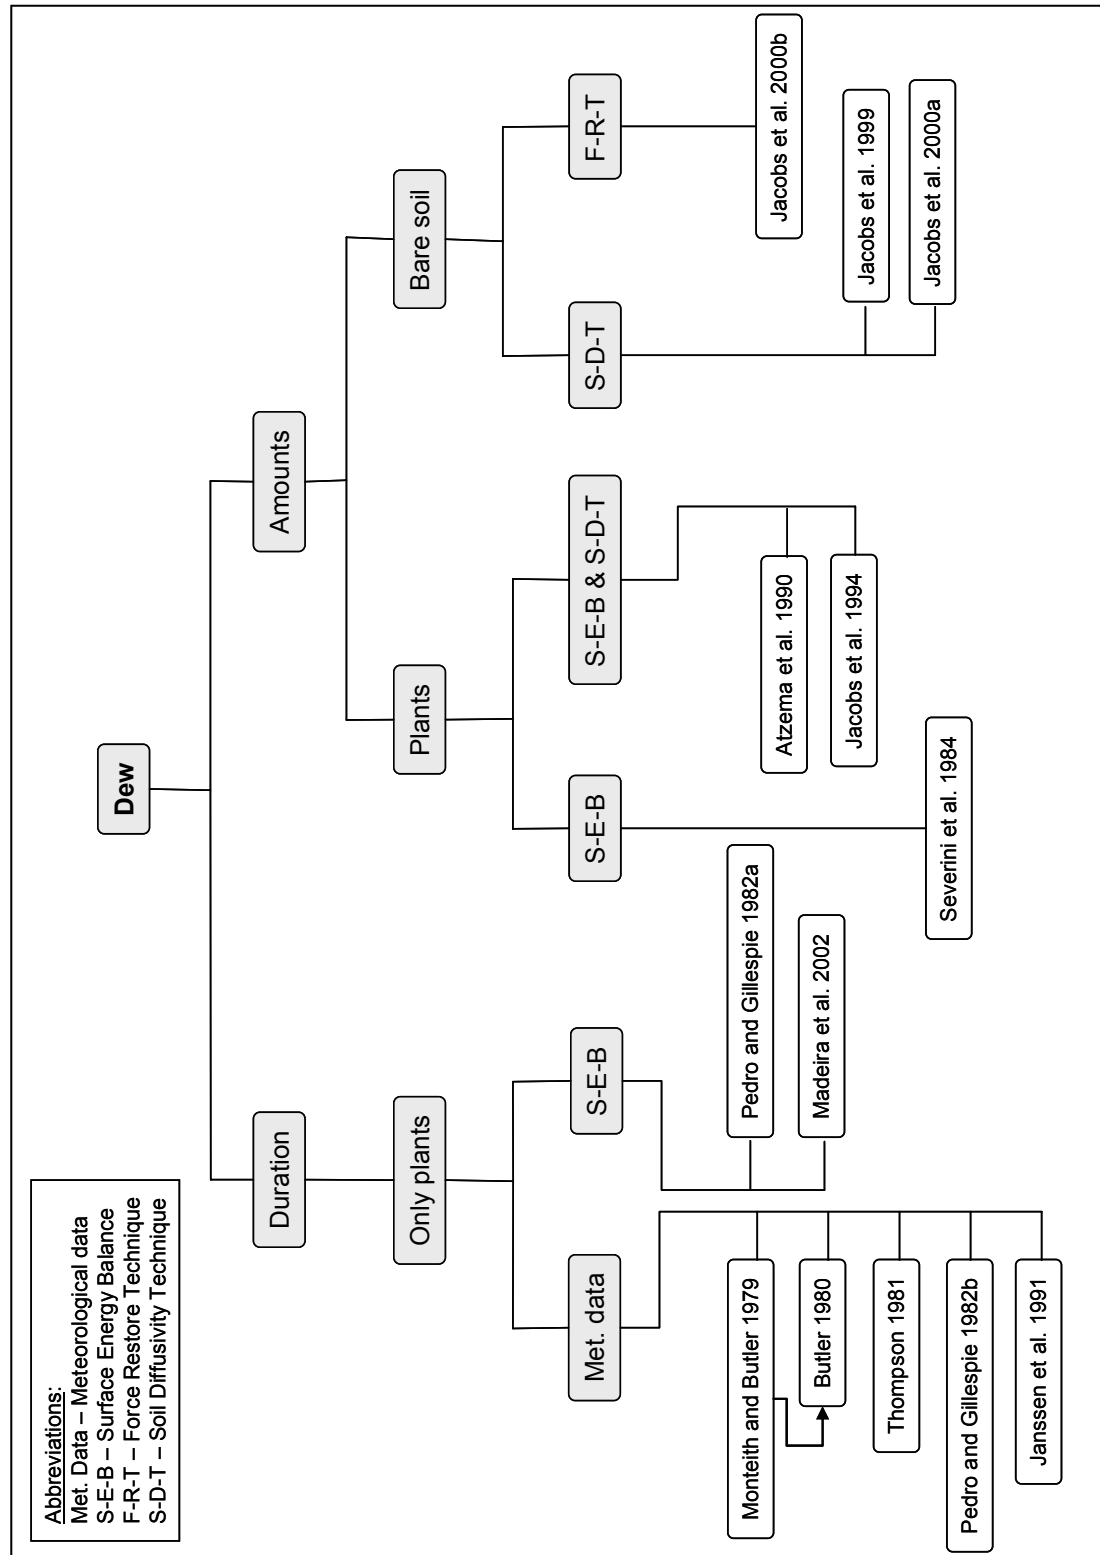 Abbreviations:
Met. Data – Meteorological data
S-E-B – Surface Energy Balance
F-R-T – Force Restore Technique
S-D-T – Soil Diffusivity Technique
Dew
Duration
Amounts
Only plants
Plants
Bare soil
Met. data
S-E-B
S-E-B
S-E-B & S-D-T
S-D-T
F-R-T
Monteith and Butler 1979
Butler 1980
Thompson 1981
Pedro and Gillespie 1982b
Janssen et al. 1991
Pedro and Gillespie 1982a
Madeira et al. 2002
Severini et al. 1984
Atzema et al. 1990
Jacobs et al. 1994
Jacobs et al. 1999
Jacobs et al. 2000a
Jacobs et al. 2000b